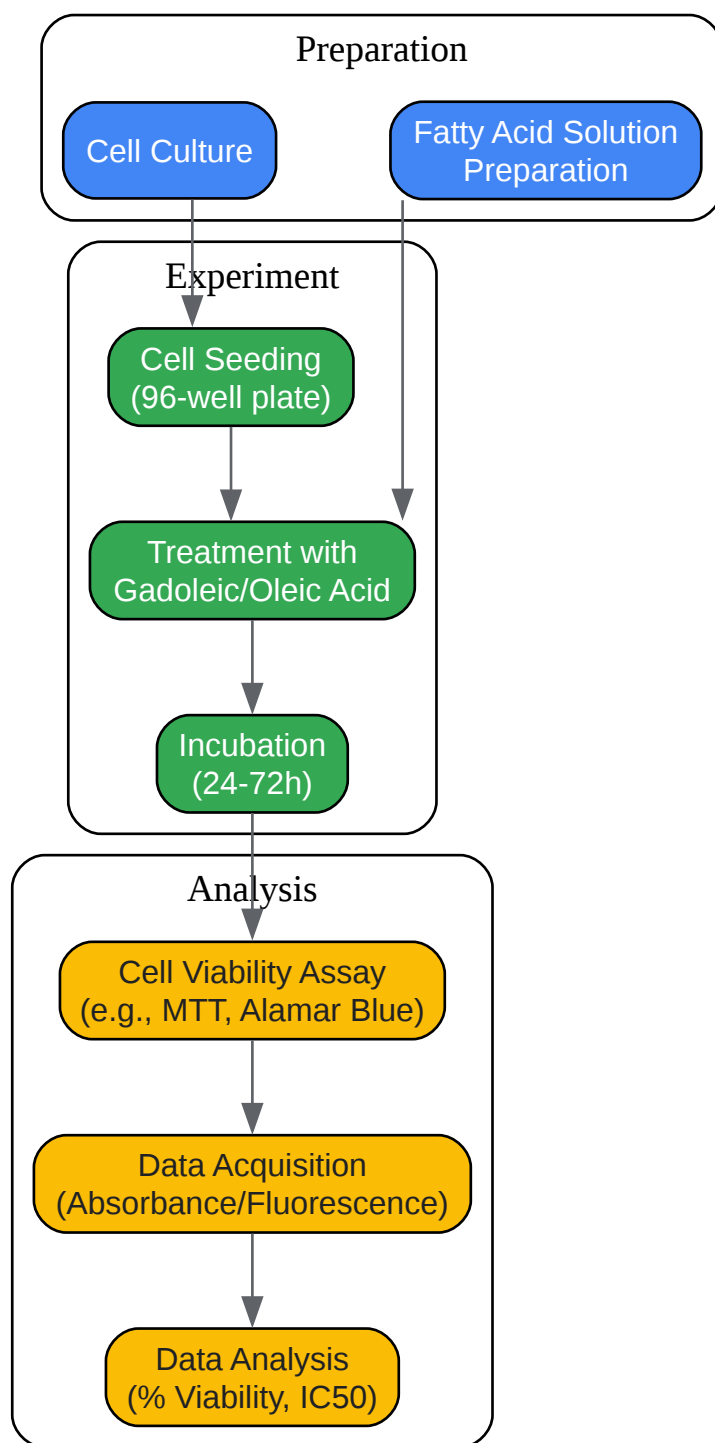 Preparation
Cell Culture
Fatty Acid Solution
Preparation
Experiment
Cell Seeding
(96-well plate)
Treatment with
Gadoleic/Oleic Acid
Incubation
(24-72h)
Analysis
Cell Viability Assay
(e.g., MTT, Alamar Blue)
Data Acquisition
(Absorbance/Fluorescence)
Data Analysis
(% Viability, IC50)